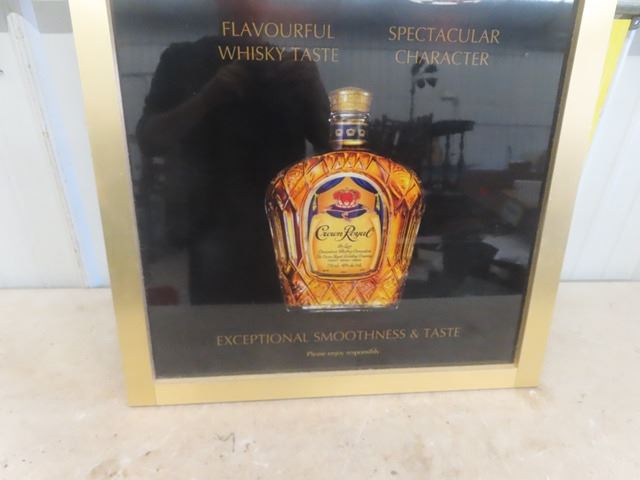 FLAVOURFUL
WHISKY TASTE
SPECTACULAR
CHARACTER
Crown Royal
EXCEPTIONAL SMOOTHNESS & TASTE
Please enjoy responsibly.